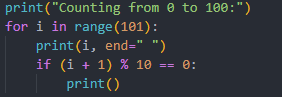 print("Counting from 0 to 100:")
for i in range(101):
    print(i, end=" ")
    if (i + 1) % 10 == 0:
        print()